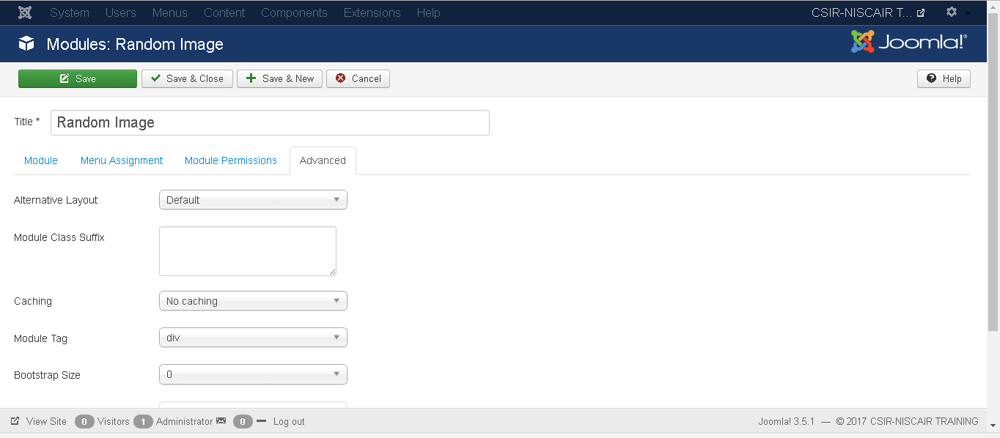 System Users Menus Content Components Extensions Help CSIR-NISCAIR T...
Modules: Random Image Joomla!®
Save Save & Close Save & New Cancel Help
Title * Random Image
Module Menu Assignment Module Permissions Advanced
Alternative Layout Default
Module Class Suffix
Caching No caching
Module Tag div
Bootstrap Size 0
View Site 0 Visitors 1 Administrator 0 Log out Joomla! 3.5.1 — © 2017 CSIR-NISCAIR TRAINING